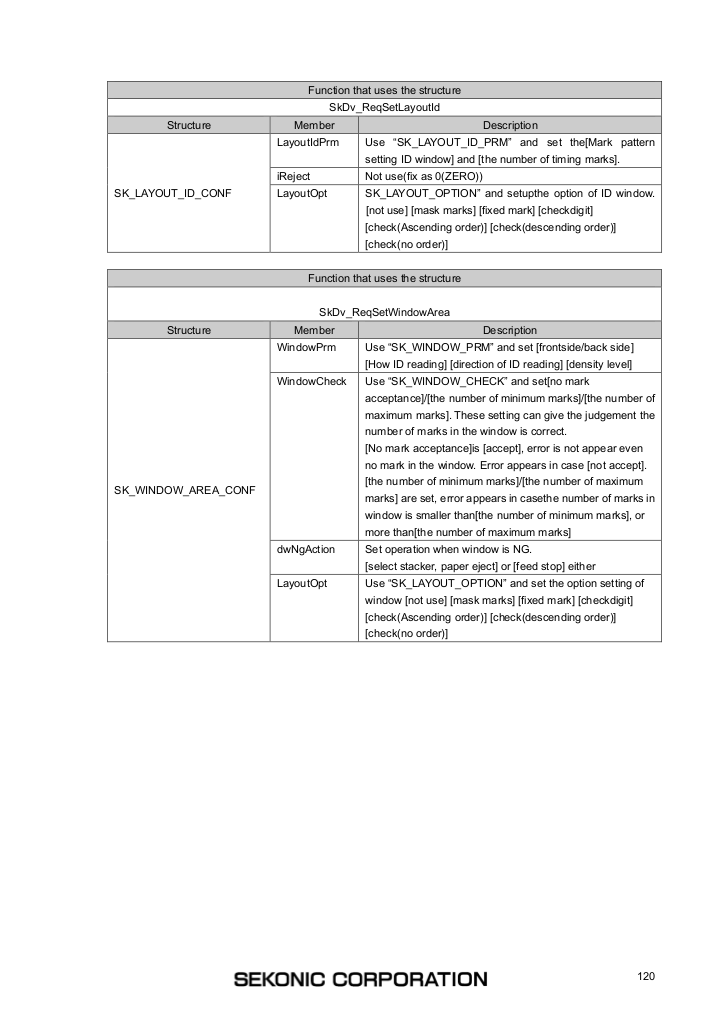 Function that uses the structure
SkDv_ReqSetLayoutId
Structure Member Description
SK_LAYOUT_ID_CONF
LayoutIdPrm Use “SK_LAYOUT_ID_PRM” and set the[Mark pattern
setting ID window] and [the number of timing marks].
iReject Not use(fix as 0(ZERO))
LayoutOpt SK_LAYOUT_OPTION” and setupthe option of ID window.
[not use] [mask marks] [fixed mark] [checkdigit]
[check(Ascending order)] [check(descending order)]
[check(no order)]
Function that uses the structure
SkDv_ReqSetWindowArea
Structure Member Description
SK_WINDOW_AREA_CONF
WindowPrm Use “SK_WINDOW_PRM” and set [frontside/back side]
[How ID reading] [direction of ID reading] [density level]
WindowCheck Use “SK_WINDOW_CHECK” and set[no mark
acceptance]/[the number of minimum marks]/[the number of
maximum marks]. These setting can give the judgement the
number of marks in the window is correct.
[No mark acceptance]is [accept], error is not appear even
no mark in the window. Error appears in case [not accept].
[the number of minimum marks]/[the number of maximum
marks] are set, error appears in casethe number of marks in
window is smaller than[the number of minimum marks], or
more than[the number of maximum marks]
dwNgAction Set operation when window is NG.
[select stacker, paper eject] or [feed stop] either
LayoutOpt Use “SK_LAYOUT_OPTION” and set the option setting of
window [not use] [mask marks] [fixed mark] [checkdigit]
[check(Ascending order)] [check(descending order)]
[check(no order)]
SEKONIC CORPORATION
120